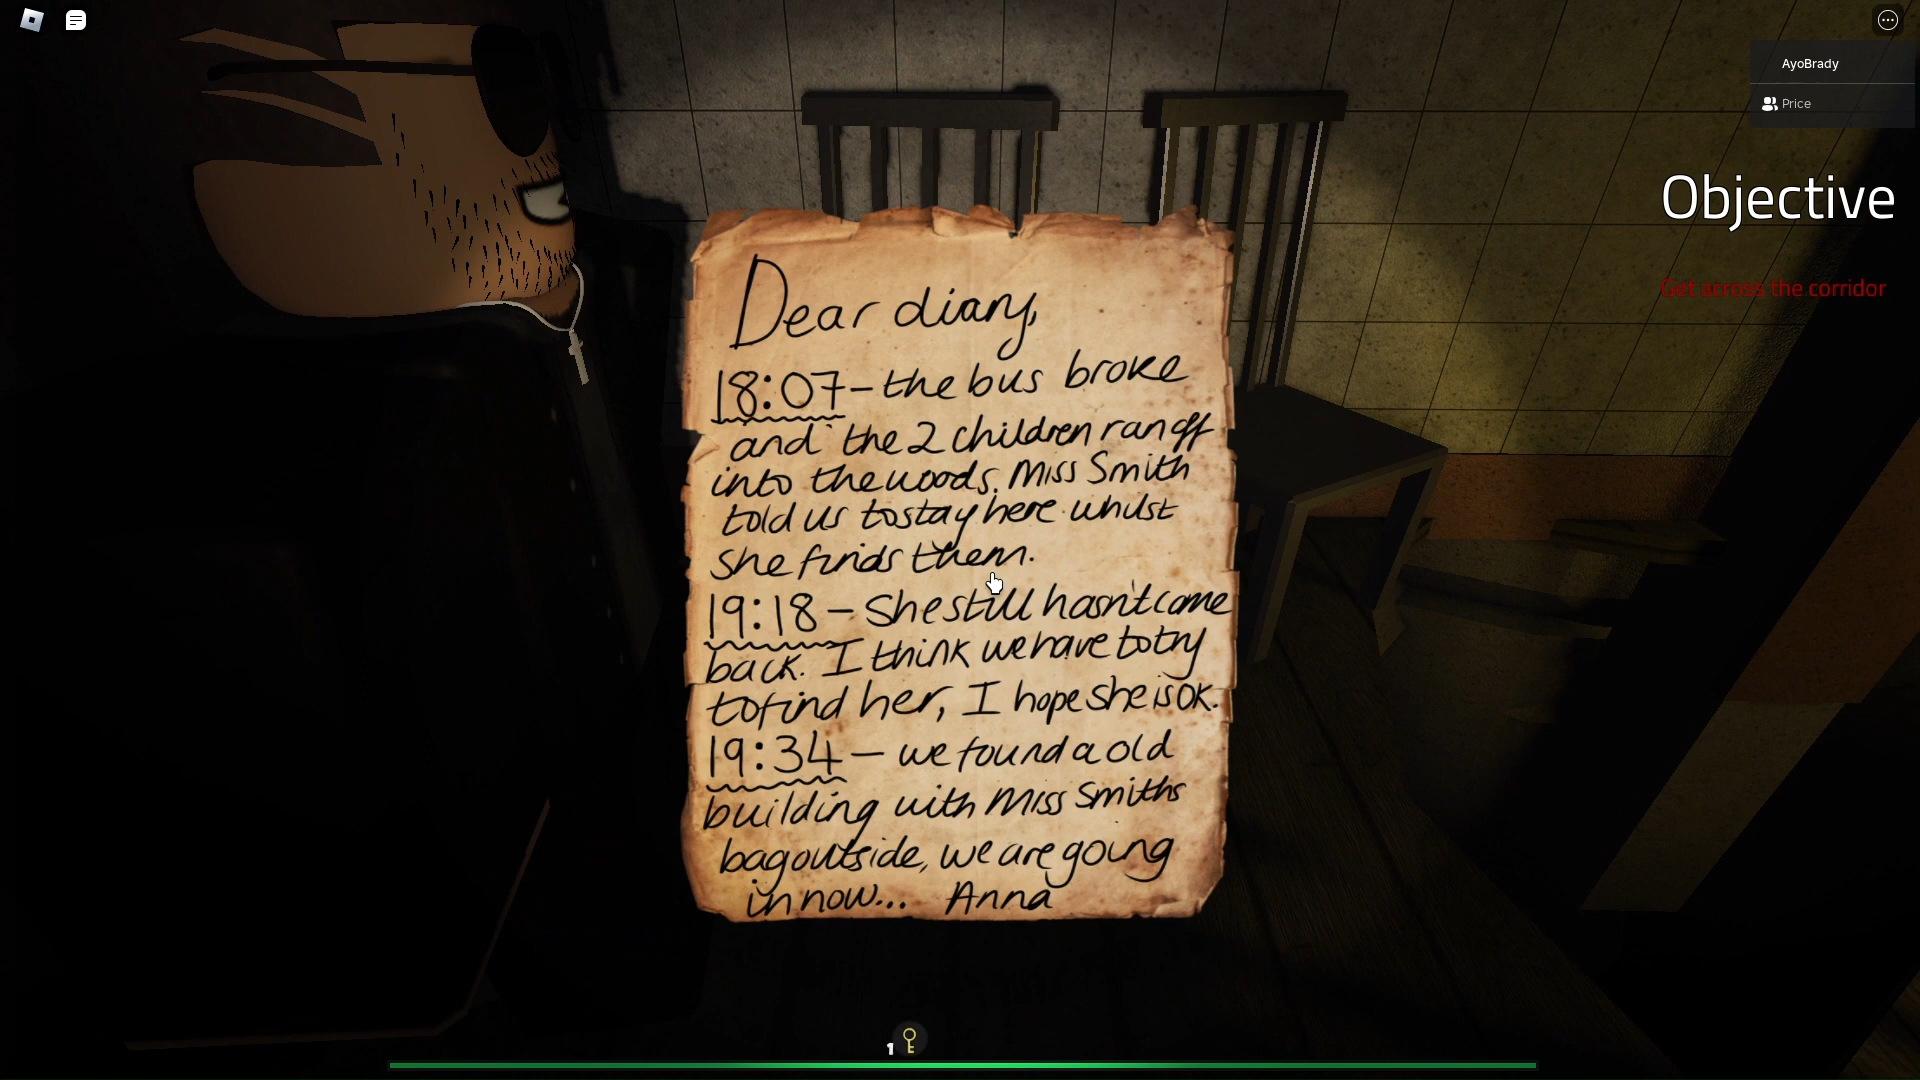 AyoBrady
Price
Objective
Get across the corridor
Dear diary,
18:07 - the bus broke
and the 2 children ran off
into the woods. Miss Smith
told us to stay here whilst
she finds them.
19:18 - She still hasn't come
back. I think we have to try
to find her, I hope she is ok.
19:34 - we found a old
building with Miss Smiths
bag outside, we are going
in now... Anna
1